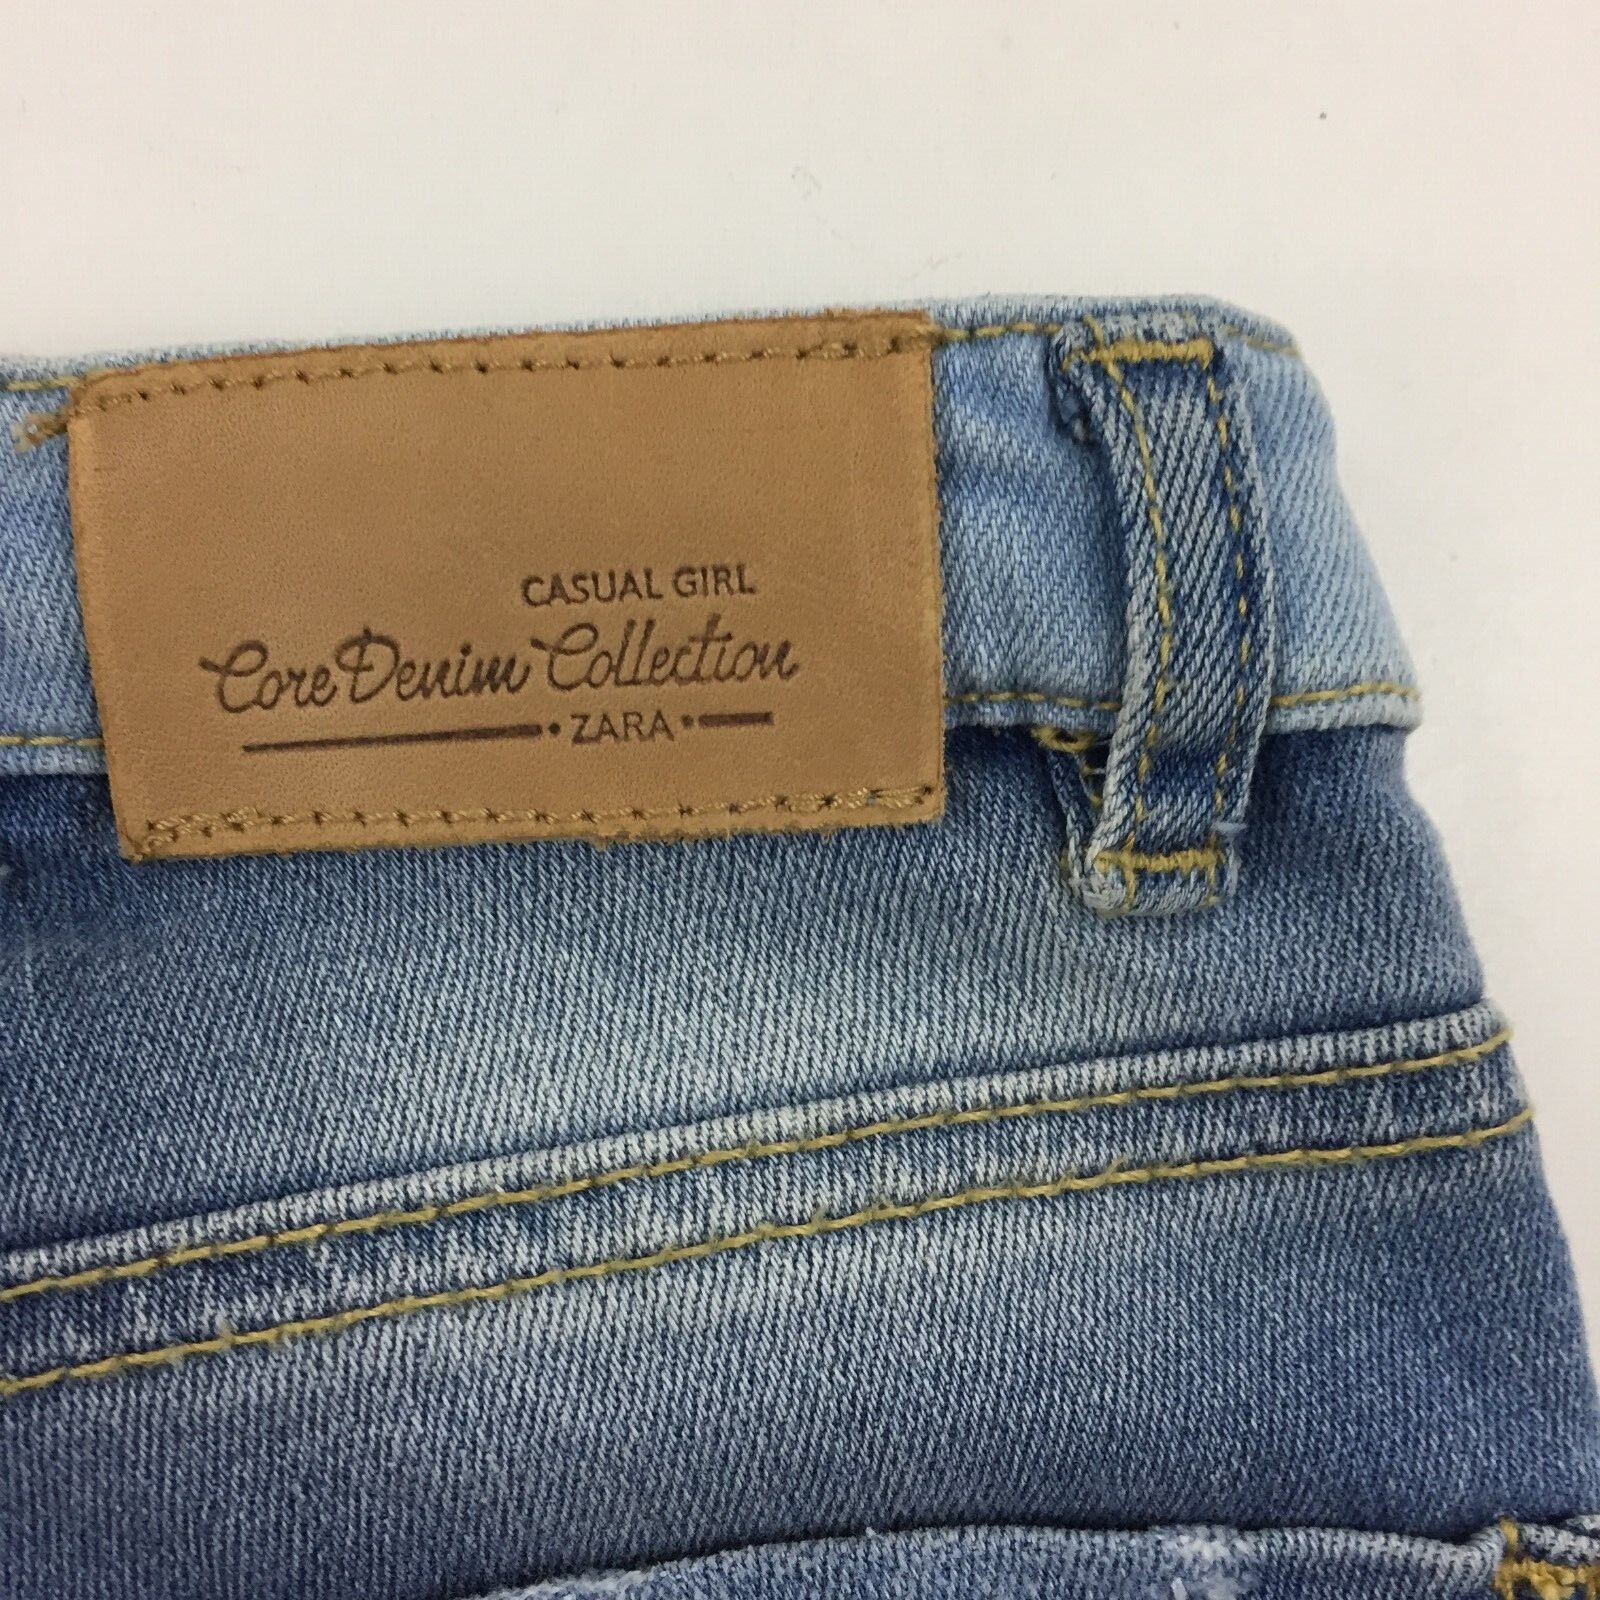 CASUAL GIRL
Core Denim Collection
• ZARA •